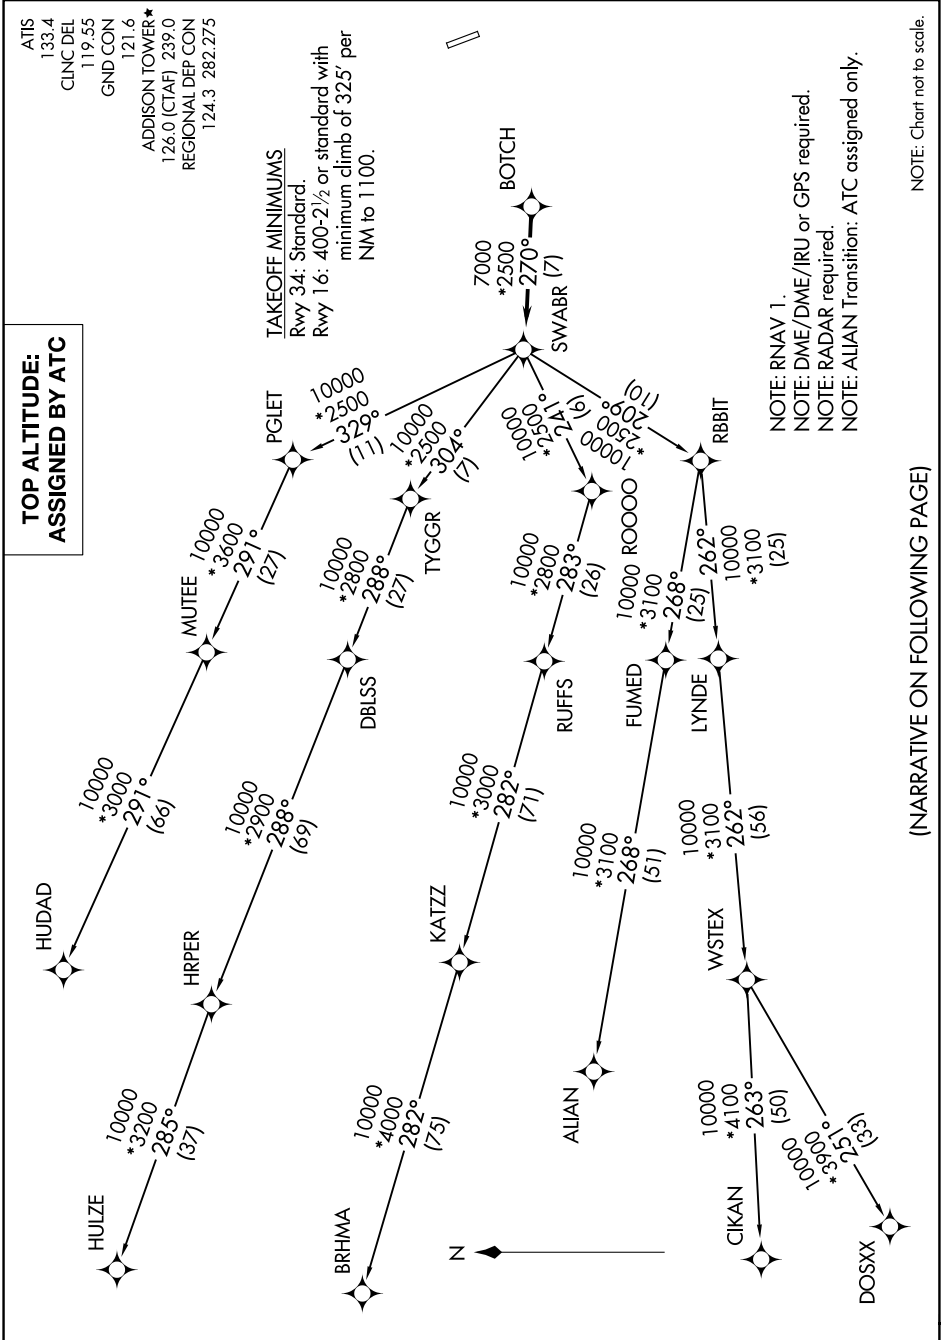 TOP ALTITUDE:
ASSIGNED BY ATC
ATIS
133.4
CLNC DEL
119.55
GND CON
121.6
ADDISON TOWER★
126.0 (CTAF) 239.0
REGIONAL DEP CON
124.3 282.275
TAKEOFF MINIMUMS
Rwy 34: Standard.
Rwy 16: 400-2½ or standard with
minimum climb of 325' per
NM to 1100.
BOTCH
7000
*2500
270°
(7)
SWABR
10000
*2500
329°
(11)
PGLET
10000
*3600
291°
(27)
MUTEE
10000
*3000
291°
(66)
HUDAD
10000
*2500
304°
(7)
TYGGR
10000
*2800
288°
(27)
DBLSS
10000
*2900
288°
(69)
HRPER
10000
*3200
285°
(37)
HULZE
10000
*2500
241°
(6)
ROOOO
10000
*2800
283°
(26)
RUFFS
10000
*3000
282°
(71)
KATZZ
10000
*4000
282°
(75)
BRHMA
10000
*2500
209°
(10)
RBBIT
10000
*3100
268°
(25)
FUMED
10000
*3100
268°
(51)
ALIAN
262°
10000
*3100
(25)
LYNDE
10000
*3100
262°
(56)
WSTEX
10000
*4100
263°
(50)
CIKAN
10000
*3900
251°
(33)
DOSXX
N
NOTE: RNAV 1.
NOTE: DME/DME/IRU or GPS required.
NOTE: RADAR required.
NOTE: ALIAN Transition: ATC assigned only.
NOTE: Chart not to scale.
(NARRATIVE ON FOLLOWING PAGE)